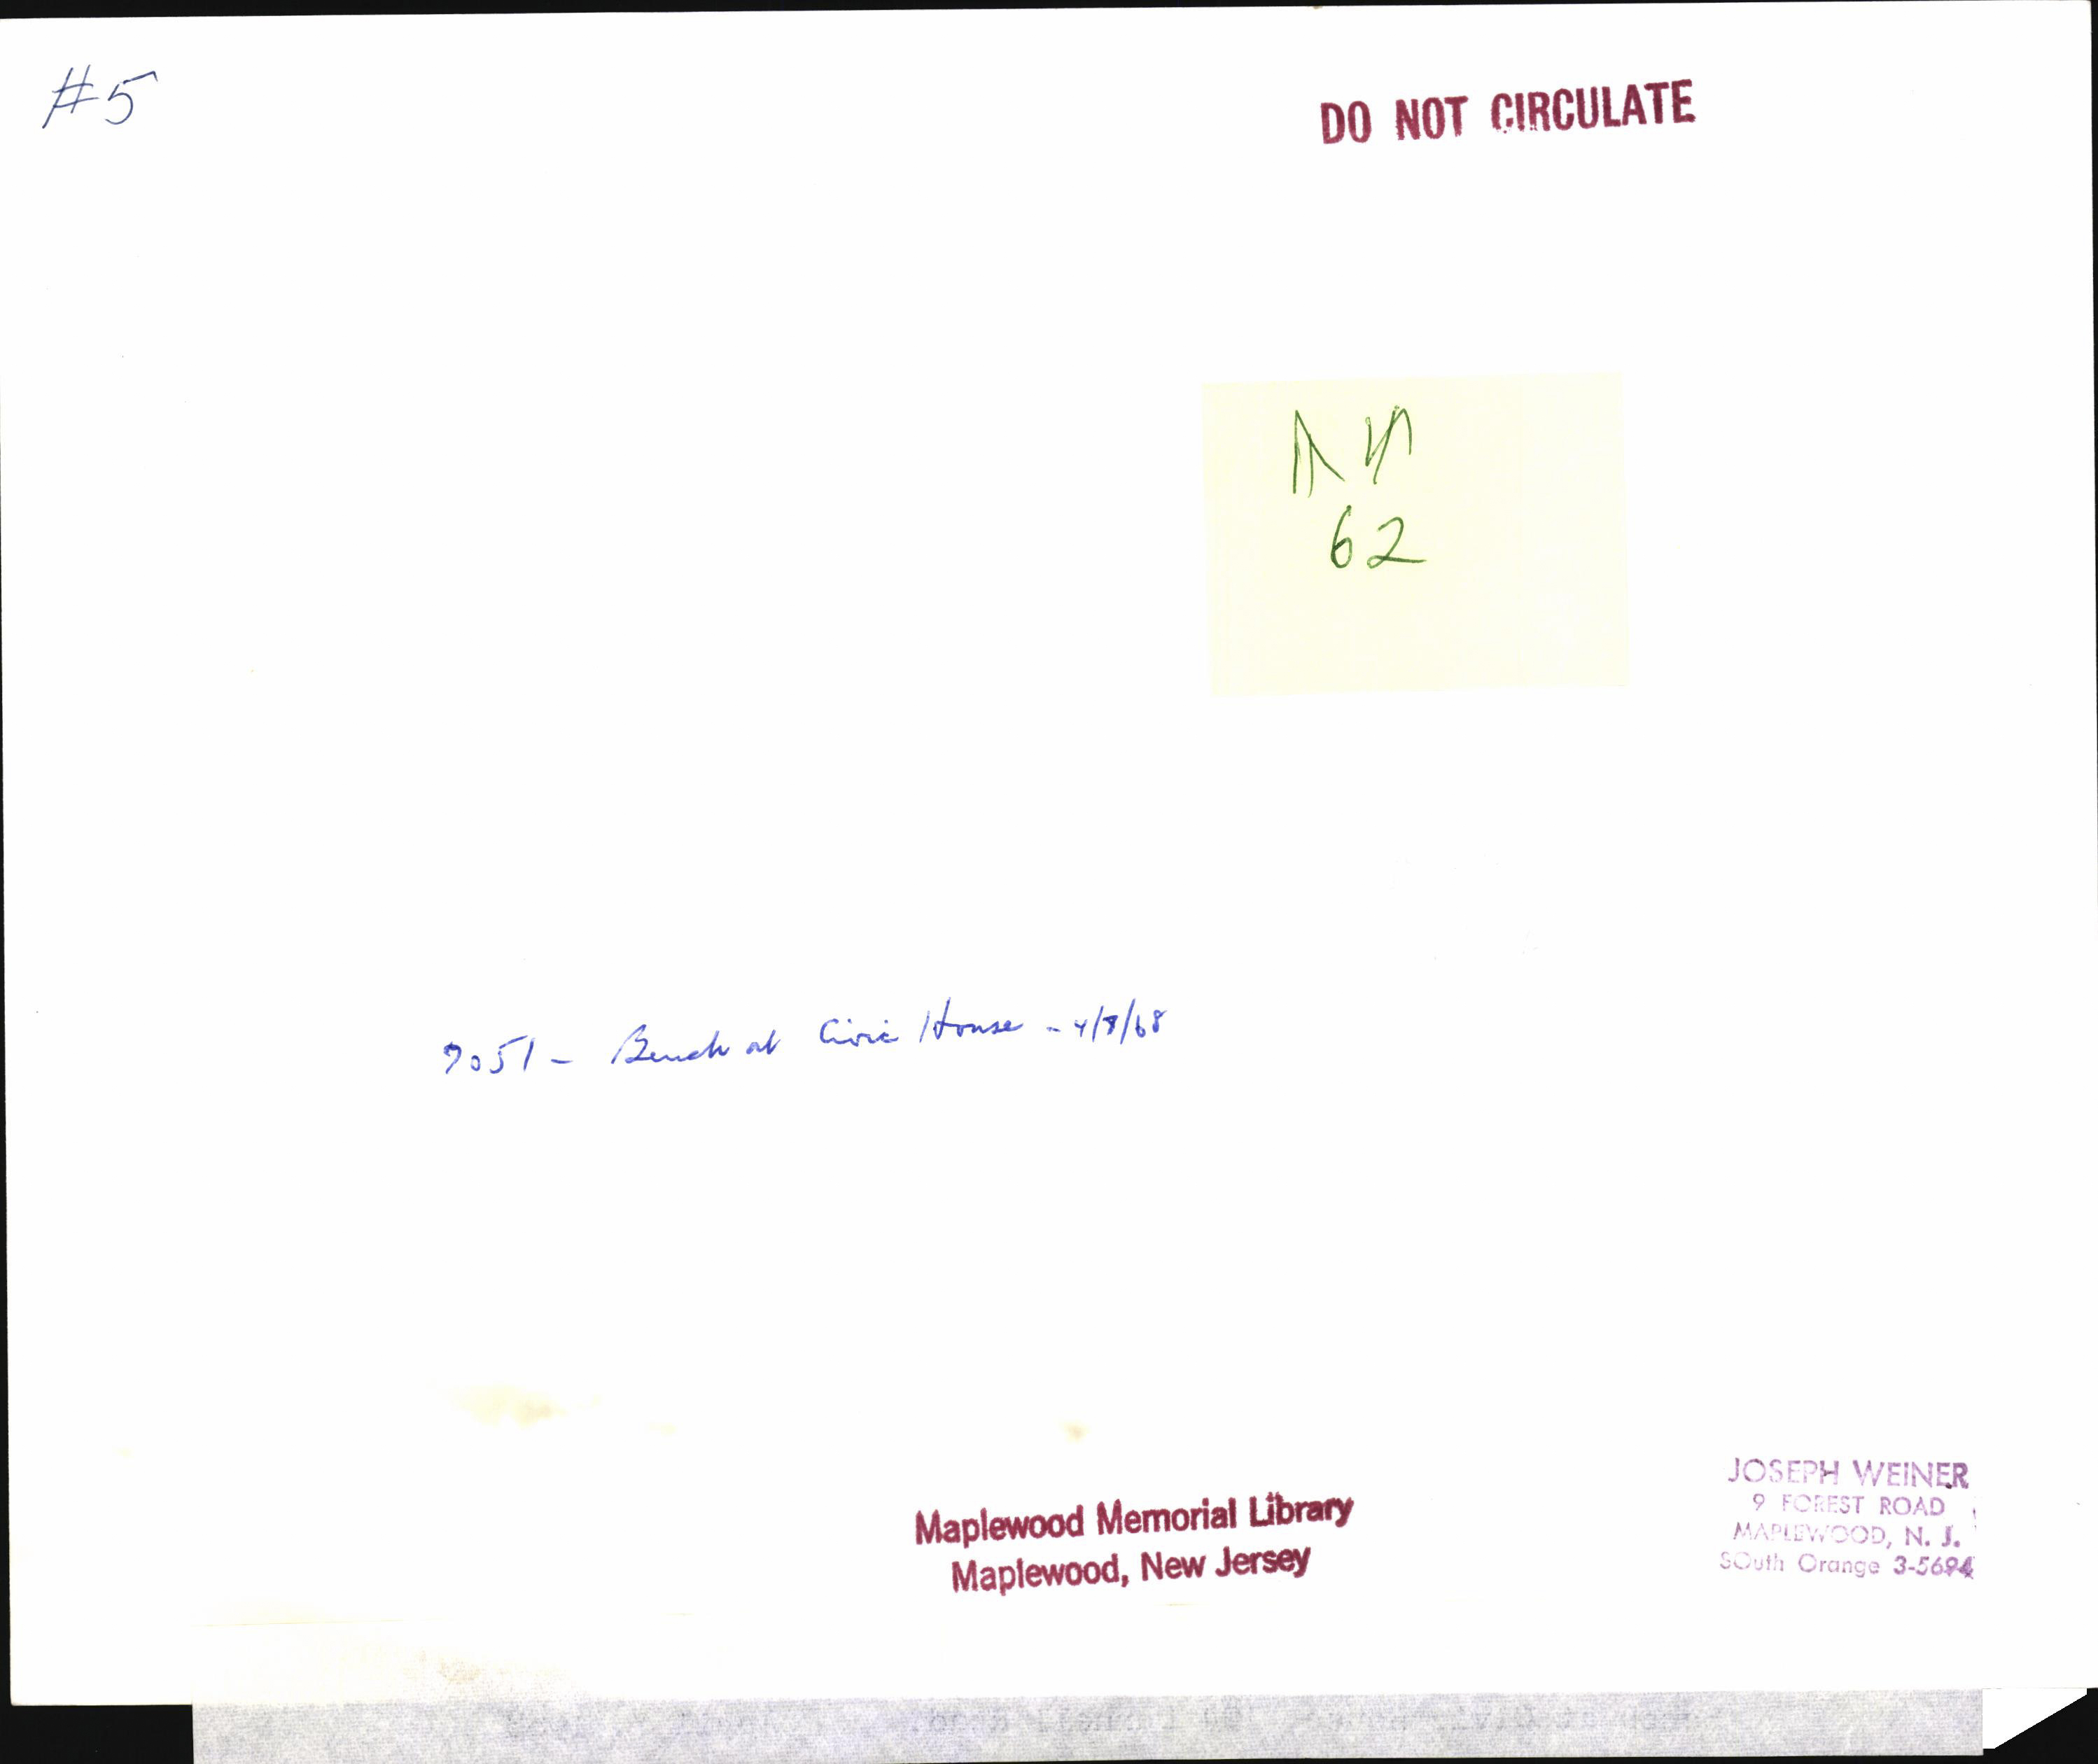 #5
DO NOT CIRCULATE
62
7051 - Bench at Civic House - 4/8/68
Maplewood Memorial Library
Maplewood, New Jersey
JOSEPH WEINER
9 FOREST ROAD
MAPLEWOOD, N. J.
SOuth Orange 3-5694